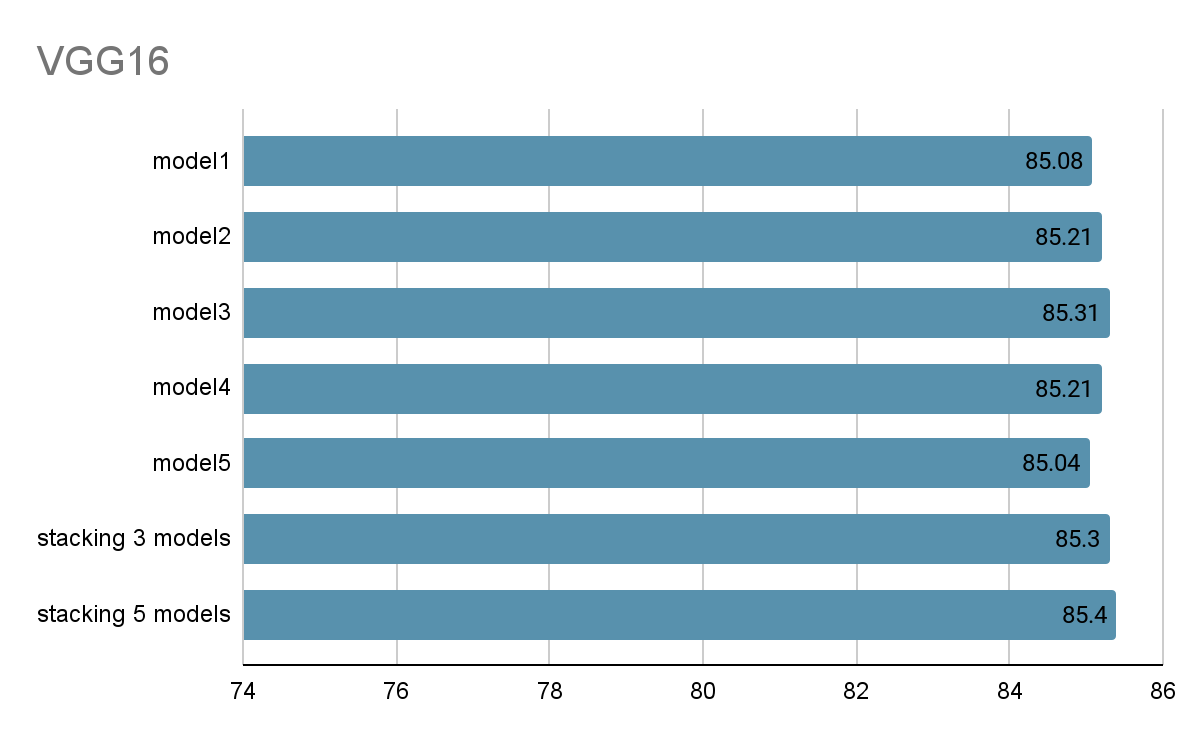 VGG16
model1 85.08
model2 85.21
model3 85.31
model4 85.21
model5 85.04
stacking 3 models 85.3
stacking 5 models 85.4
74 76 78 80 82 84 86